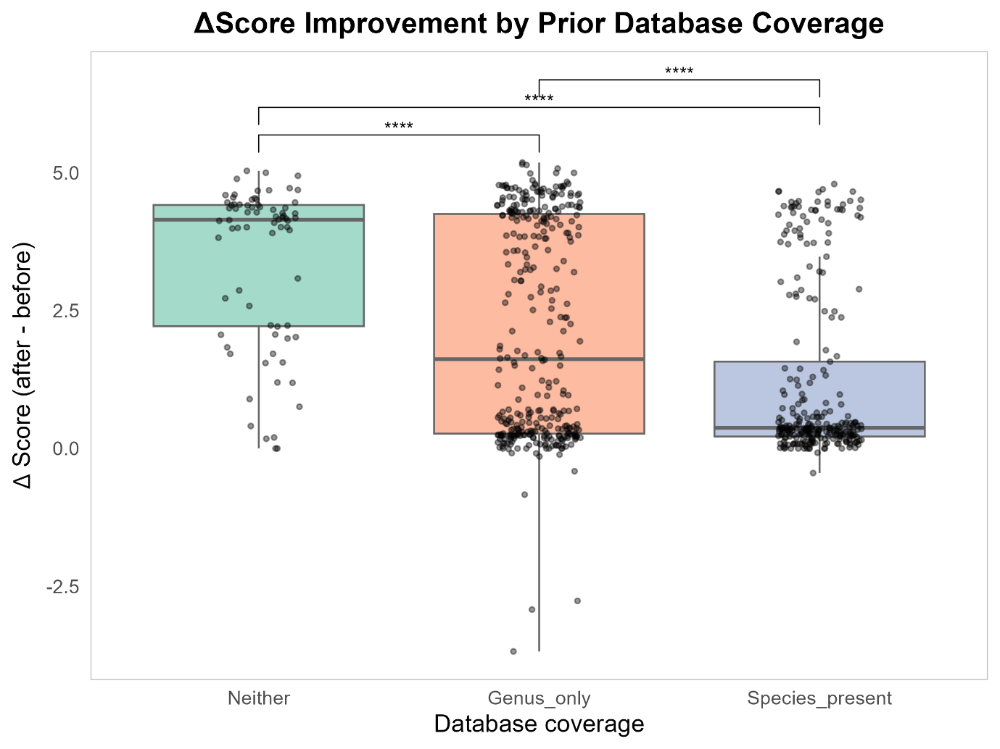 ΔScore Improvement by Prior Database Coverage
****
****
****
5.0
2.5
0.0
-2.5
Δ Score (after - before)
Neither
Genus_only
Species_present
Database coverage